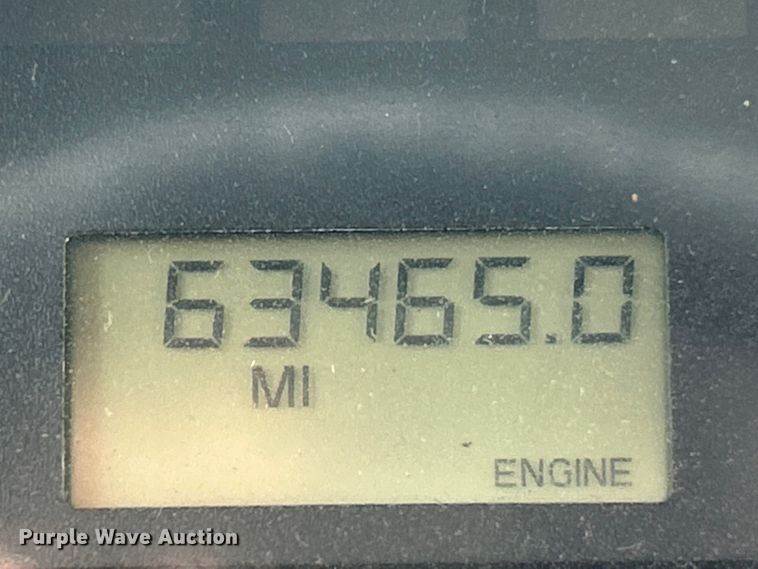 63465.0
MI
ENGINE
Purple Wave Auction